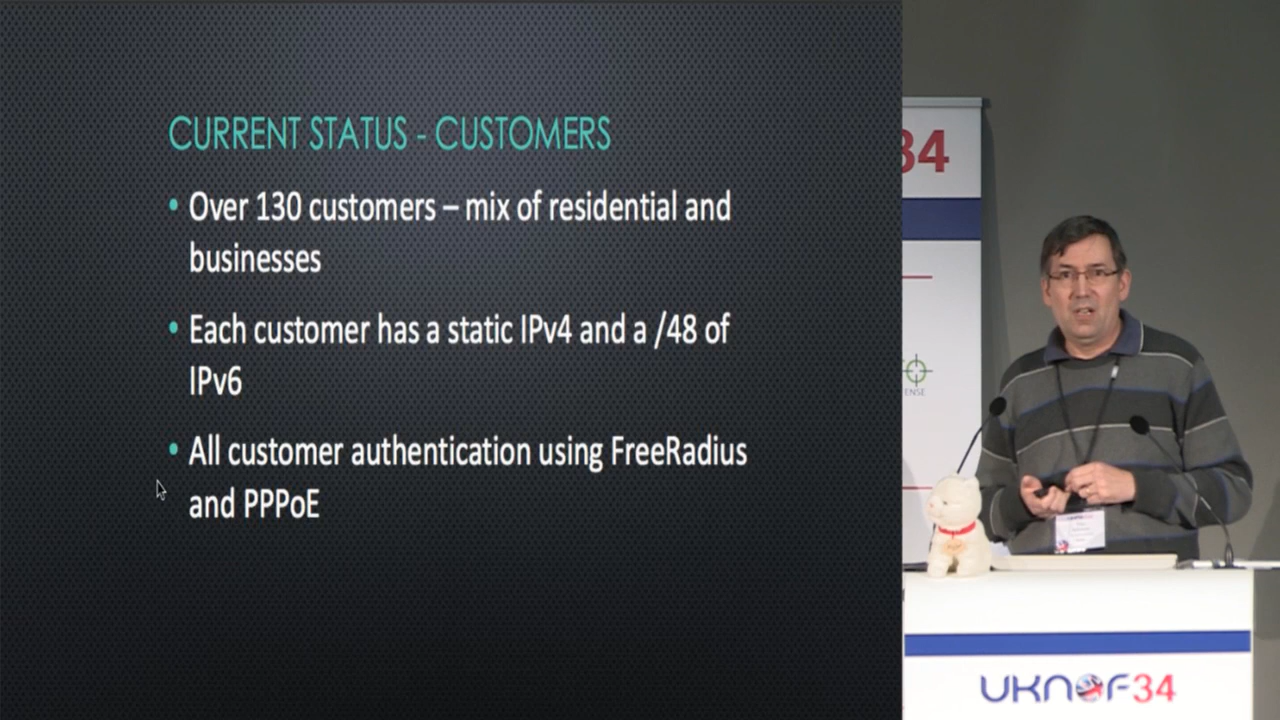 CURRENT STATUS - CUSTOMERS
• Over 130 customers – mix of residential and
businesses
• Each customer has a static IPv4 and a /48 of
IPv6
• All customer authentication using FreeRadius
and PPPoE
34
UKNOF34